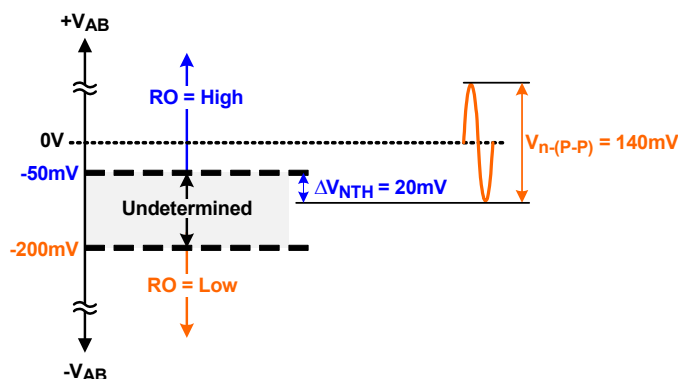 +VAB
RO = High
0V
Vn-(P-P) = 140mV
-50mV
ΔVNTH = 20mV
Undetermined
-200mV
RO = Low
-VAB